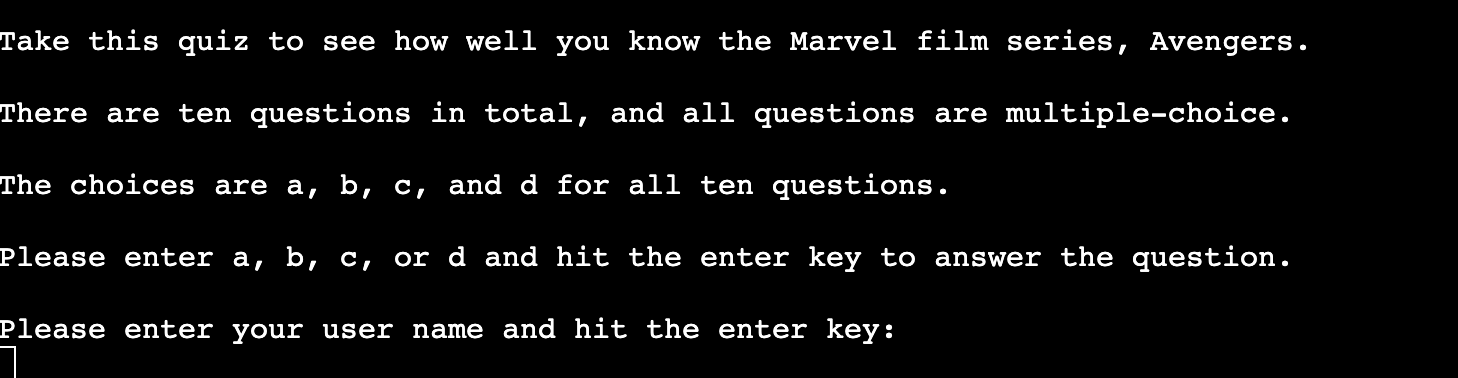 Take this quiz to see how well you know the Marvel film series, Avengers.
There are ten questions in total, and all questions are multiple-choice.
The choices are a, b, c, and d for all ten questions.
Please enter a, b, c, or d and hit the enter key to answer the question.
Please enter your user name and hit the enter key: